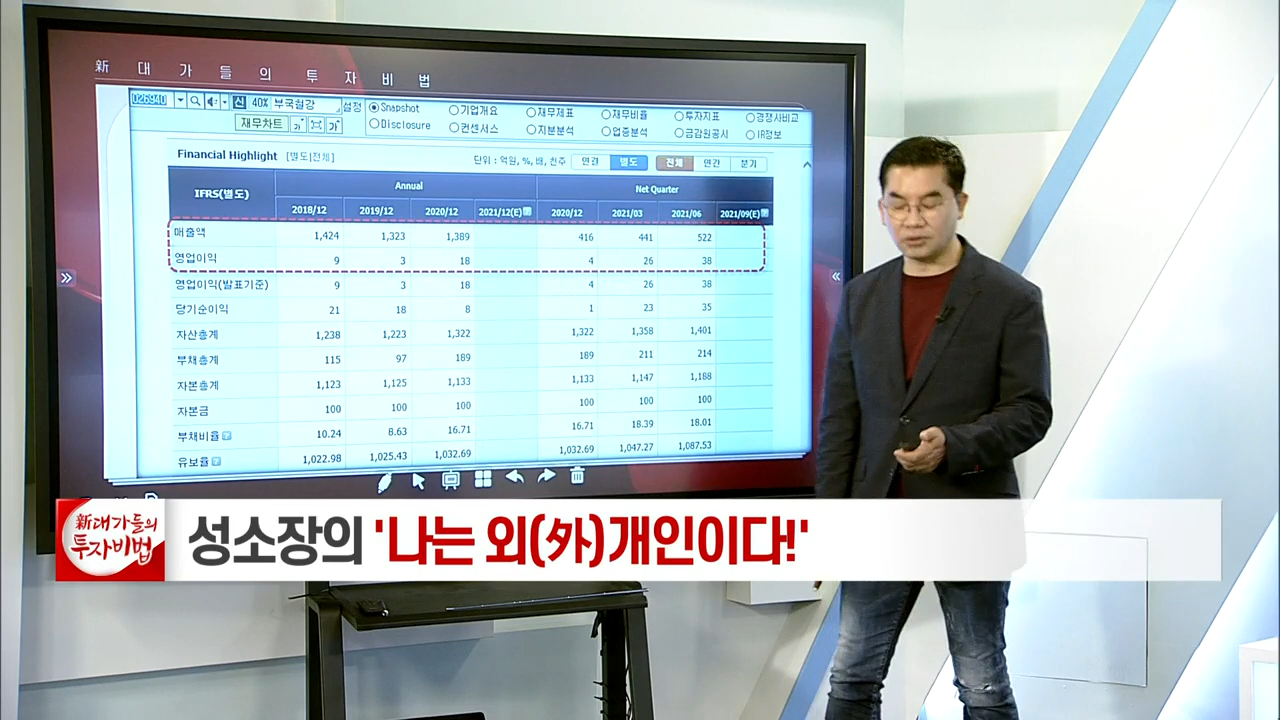 新 대 가 들 의 투 자 비 법
026940 신 40% 부국철강 설정 Snapshot 기업개요 재무제표 재무비율 투자지표 경쟁사비교
재무차트 가 가 Disclosure 컨센서스 지분분석 업종분석 금감원공시 IR정보
Financial Highlight [별도|전체] 단위 : 억원, %, 배, 천주 연결 별도 전체 연간 분기
IFRS(별도) Annual Net Quarter
2018/12 2019/12 2020/12 2021/12(E) 2020/12 2021/03 2021/06 2021/09(E)
매출액 1,424 1,323 1,389 416 441 522
영업이익 9 3 18 4 26 38
영업이익(발표기준) 9 3 18 4 26 38
당기순이익 21 18 8 1 23 35
자산총계 1,238 1,223 1,322 1,322 1,358 1,401
부채총계 115 97 189 189 211 214
자본총계 1,123 1,125 1,133 1,133 1,147 1,188
자본금 100 100 100 100 100 100
부채비율 10.24 8.63 16.71 16.71 18.39 18.01
유보율 1,022.98 1,025.43 1,032.69 1,032.69 1,047.27 1,087.53
新대가들의
투자비법
성소장의 '나는 외(外)개인이다!'